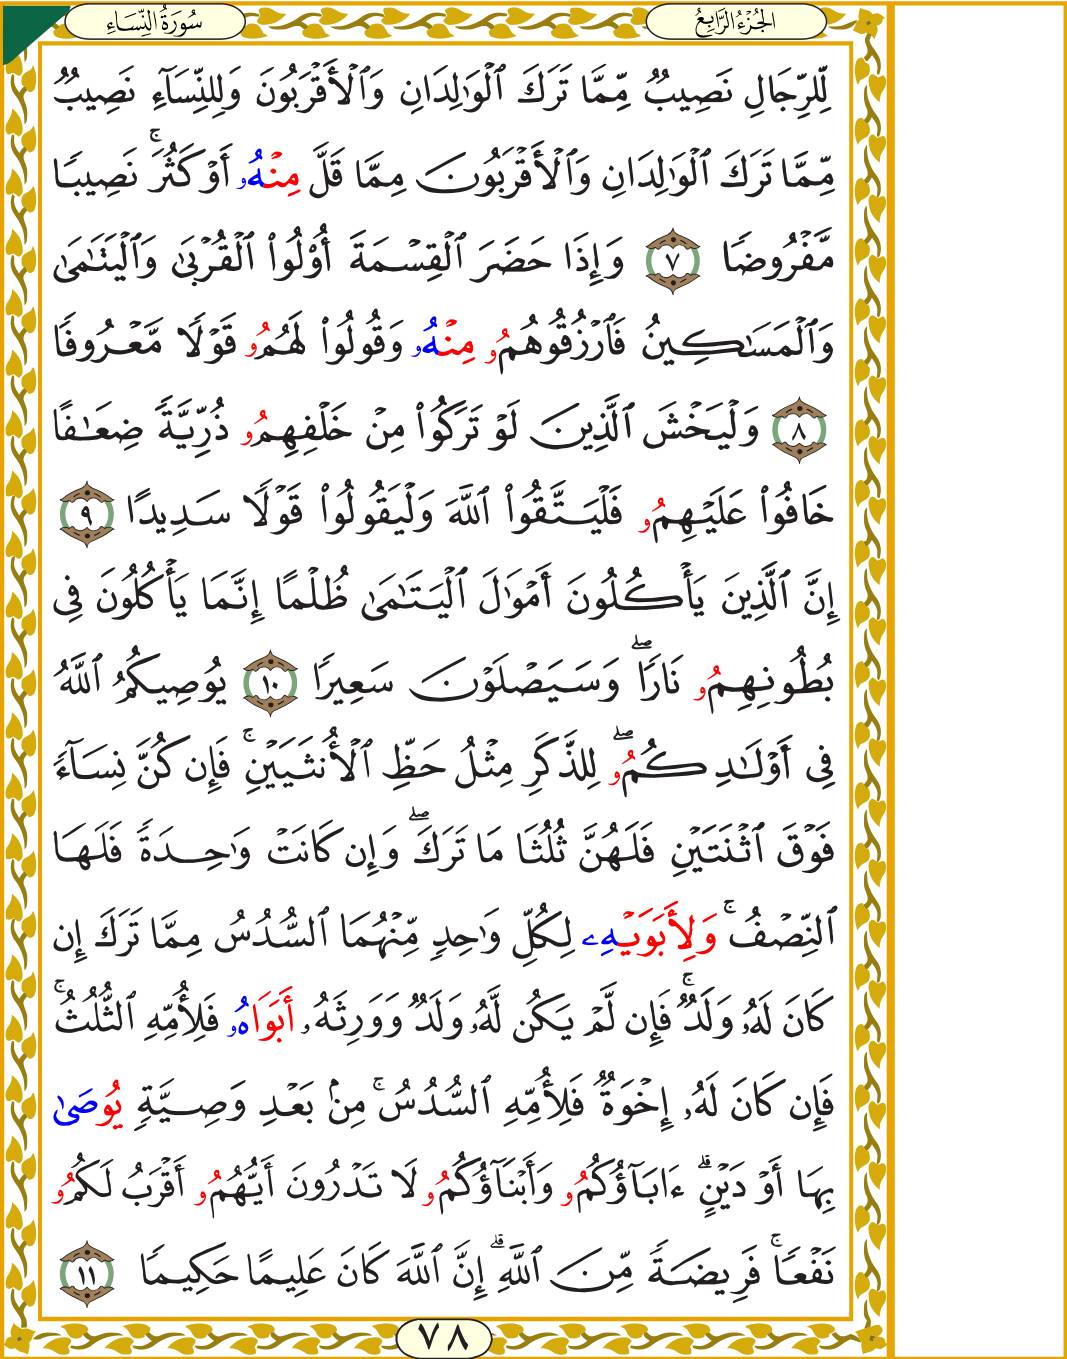 الجُزْءُ الرَّابِعُ
سُورَةُ النِّسَاءِ
لِّلرِّجَالِ نَصِيبٌ مِّمَّا تَرَكَ ٱلْوَٰلِدَانِ وَٱلْأَقْرَبُونَ وَلِلنِّسَآءِ نَصِيبٌ
مِّمَّا تَرَكَ ٱلْوَٰلِدَانِ وَٱلْأَقْرَبُونَ مِمَّا قَلَّ مِنْهُۥ أَوْ كَثُرَۚ نَصِيبًا
مَّفْرُوضًا ٧ وَإِذَا حَضَرَ ٱلْقِسْمَةَ أُو۟لُوا۟ ٱلْقُرْبَىٰ وَٱلْيَتَٰمَىٰ
وَٱلْمَسَٰكِينُ فَٱرْزُقُوهُمُۥ مِنْهُۥ وَقُولُوا۟ لَهُمُۥ قَوْلًا مَّعْرُوفًا
٨ وَلْيَخْشَ ٱلَّذِينَ لَوْ تَرَكُوا۟ مِنْ خَلْفِهِمُۥ ذُرِّيَّةً ضِعَٰفًا
خَافُوا۟ عَلَيْهِمُۥ فَلْيَتَّقُوا۟ ٱللَّهَ وَلْيَقُولُوا۟ قَوْلًا سَدِيدًا ٩
إِنَّ ٱلَّذِينَ يَأْكُلُونَ أَمْوَٰلَ ٱلْيَتَٰمَىٰ ظُلْمًا إِنَّمَا يَأْكُلُونَ فِى
بُطُونِهِمُۥ نَارًاۖ وَسَيَصْلَوْنَ سَعِيرًا ١٠ يُوصِيكُمُ ٱللَّهُ
فِى أَوْلَٰدِكُمُۥۖ لِلذَّكَرِ مِثْلُ حَظِّ ٱلْأُنثَيَيْنِۚ فَإِن كُنَّ نِسَآءً
فَوْقَ ٱثْنَتَيْنِ فَلَهُنَّ ثُلُثَا مَا تَرَكَۖ وَإِن كَانَتْ وَٰحِدَةً فَلَهَا
ٱلنِّصْفُۚ وَلِأَبَوَيْهِۦ لِكُلِّ وَٰحِدٍ مِّنْهُمَا ٱلسُّدُسُ مِمَّا تَرَكَ إِن
كَانَ لَهُۥ وَلَدٌۚ فَإِن لَّمْ يَكُن لَّهُۥ وَلَدٌ وَوَرِثَهُۥ أَبَوَاهُۥ فَلِأُمِّهِ ٱلثُّلُثُۚ
فَإِن كَانَ لَهُۥ إِخْوَةٌ فَلِأُمِّهِ ٱلسُّدُسُۚ مِنۢ بَعْدِ وَصِيَّةٍ يُوصَىٰ
بِهَا أَوْ دَيْنٍۗ ءَابَآؤُكُمُۥ وَأَبْنَآؤُكُمُۥ لَا تَدْرُونَ أَيُّهُمُۥ أَقْرَبُ لَكُمُۥ
نَفْعًاۚ فَرِيضَةً مِّنَ ٱللَّهِۗ إِنَّ ٱللَّهَ كَانَ عَلِيمًا حَكِيمًا ١١
٧٨